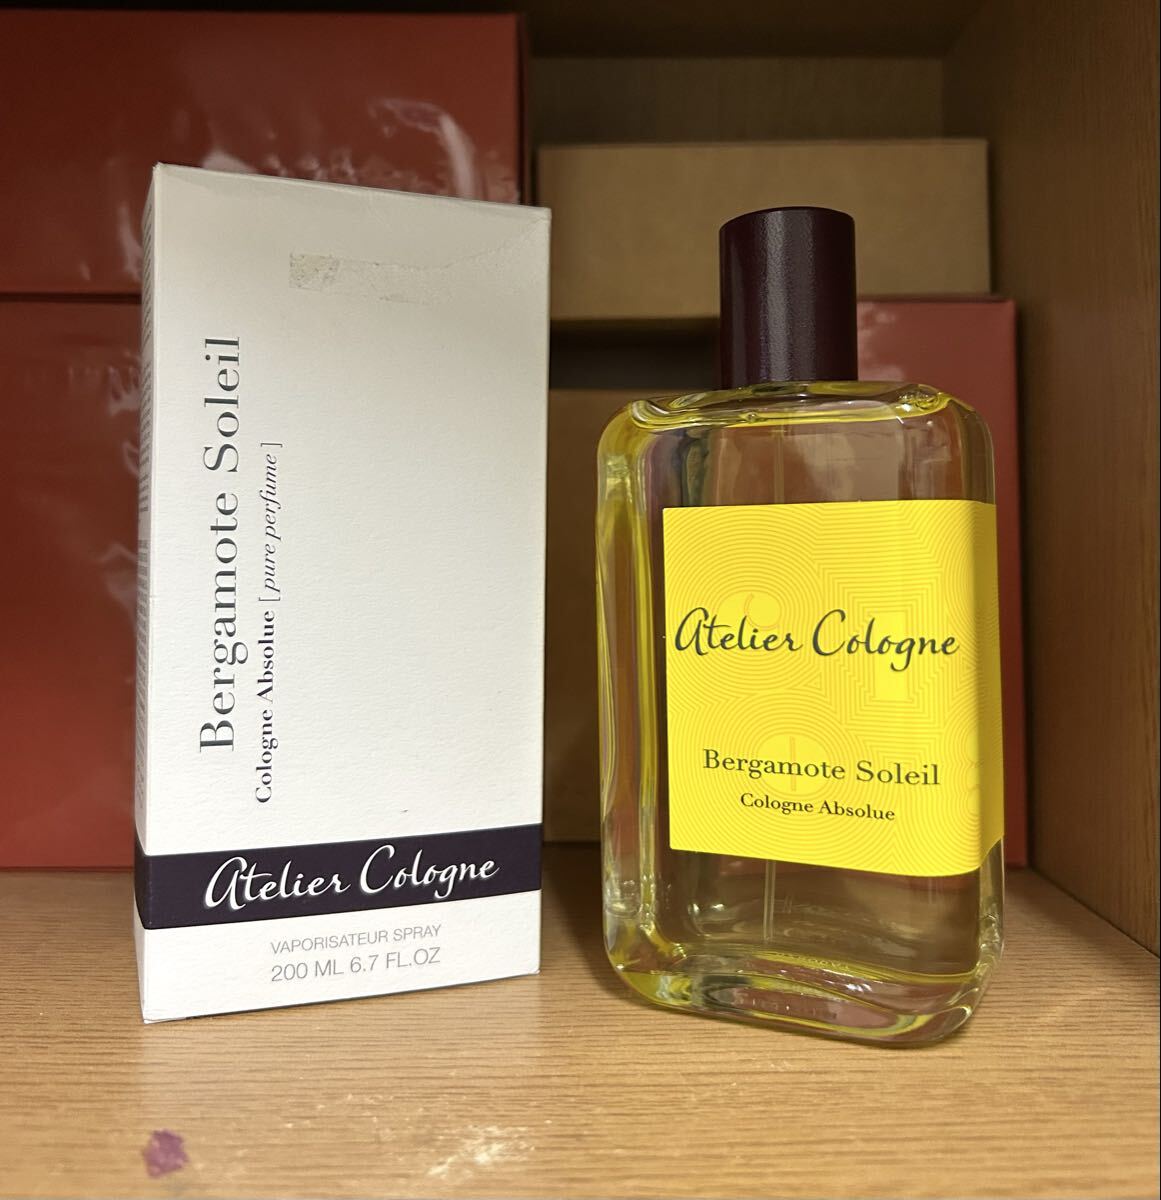 Bergamote Soleil
Cologne Absolue [pure perfume]
Atelier Cologne
VAPORISATEUR SPRAY
200 ML 6.7 FL.OZ
Atelier Cologne
Bergamote Soleil
Cologne Absolue